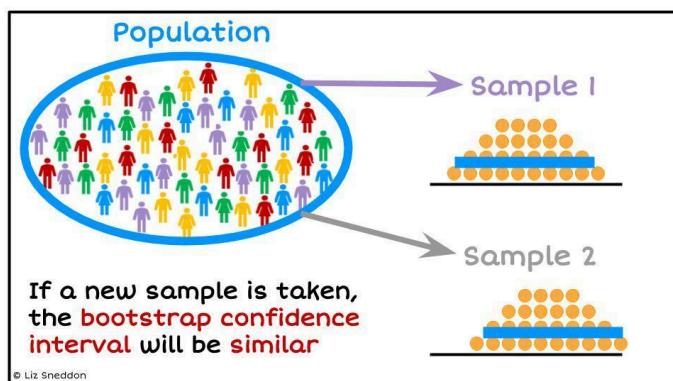 Population
Sample 1
Sample 2
If a new sample is taken,
the bootstrap confidence
interval will be similar
© Liz Sneddon